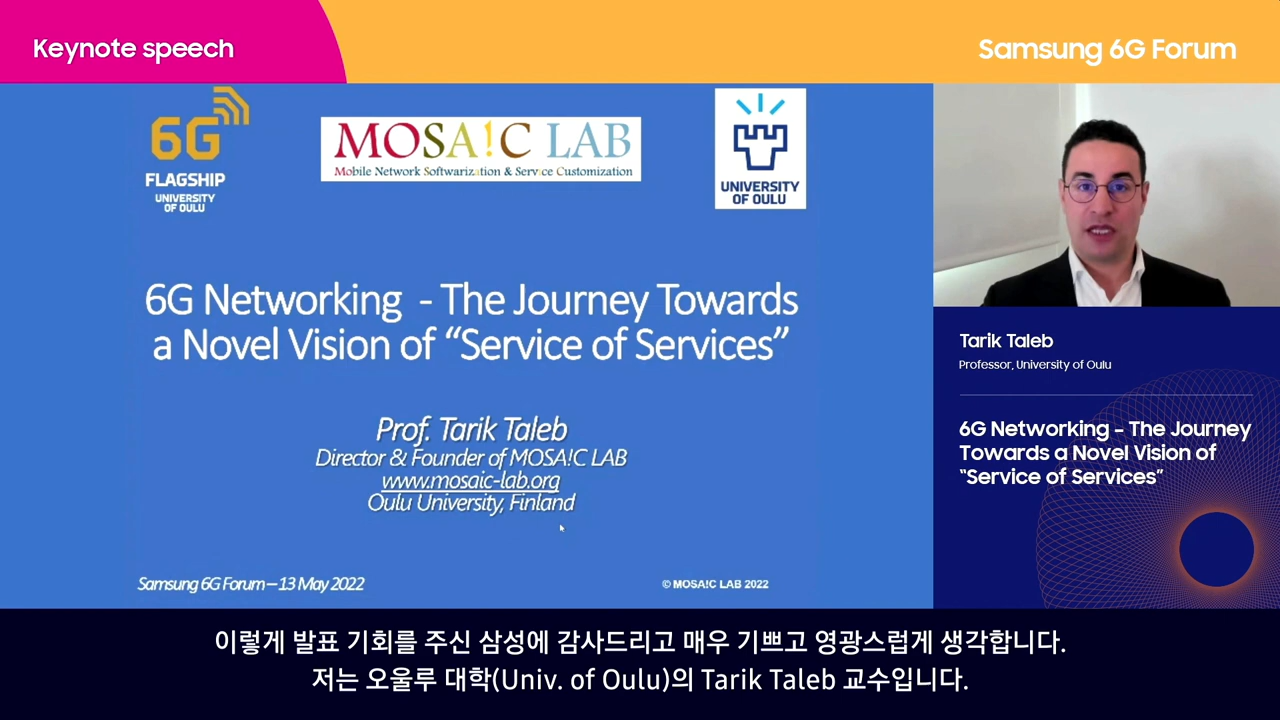 Keynote speech
Samsung 6G Forum
6G
FLAGSHIP
UNIVERSITY
OF OULU
MOSA!C LAB
Mobile Network Softwarization & Service Customization
UNIVERSITY
OF OULU
6G Networking - The Journey Towards
a Novel Vision of “Service of Services”
Prof. Tarik Taleb
Director & Founder of MOSA!C LAB
www.mosaic-lab.org
Oulu University, Finland
Samsung 6G Forum – 13 May 2022
© MOSA!C LAB 2022
Tarik Taleb
Professor, University of Oulu
6G Networking – The Journey
Towards a Novel Vision of
“Service of Services”
이렇게 발표 기회를 주신 삼성에 감사드리고 매우 기쁘고 영광스럽게 생각합니다.
저는 오울루 대학(Univ. of Oulu)의 Tarik Taleb 교수입니다.